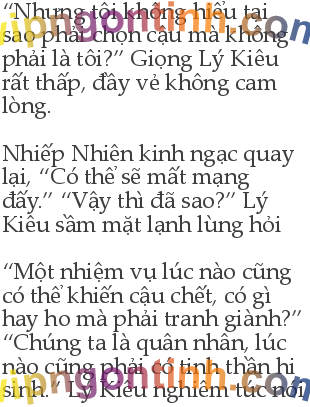 “Nhưng tôi không hiểu tại
sao phải chọn cậu mà không
phải là tôi?” Giọng Lý Kiêu
rất thấp, đầy vẻ không cam
lòng.
Nhiếp Nhiên kinh ngạc quay
lại, “Có thể sẽ mất mạng
đấy.” “Vậy thì đã sao?” Lý
Kiêu sầm mặt lạnh lùng hỏi
“Một nhiệm vụ lúc nào cũng
có thể khiến cậu chết, có gì
hay ho mà phải tranh giành?”
“Chúng ta là quân nhân, lúc
nào cũng phải có tinh thần hi
sinh.” Lý Kiêu nghiêm túc nói
vipngontinh.com
vipngontinh.com